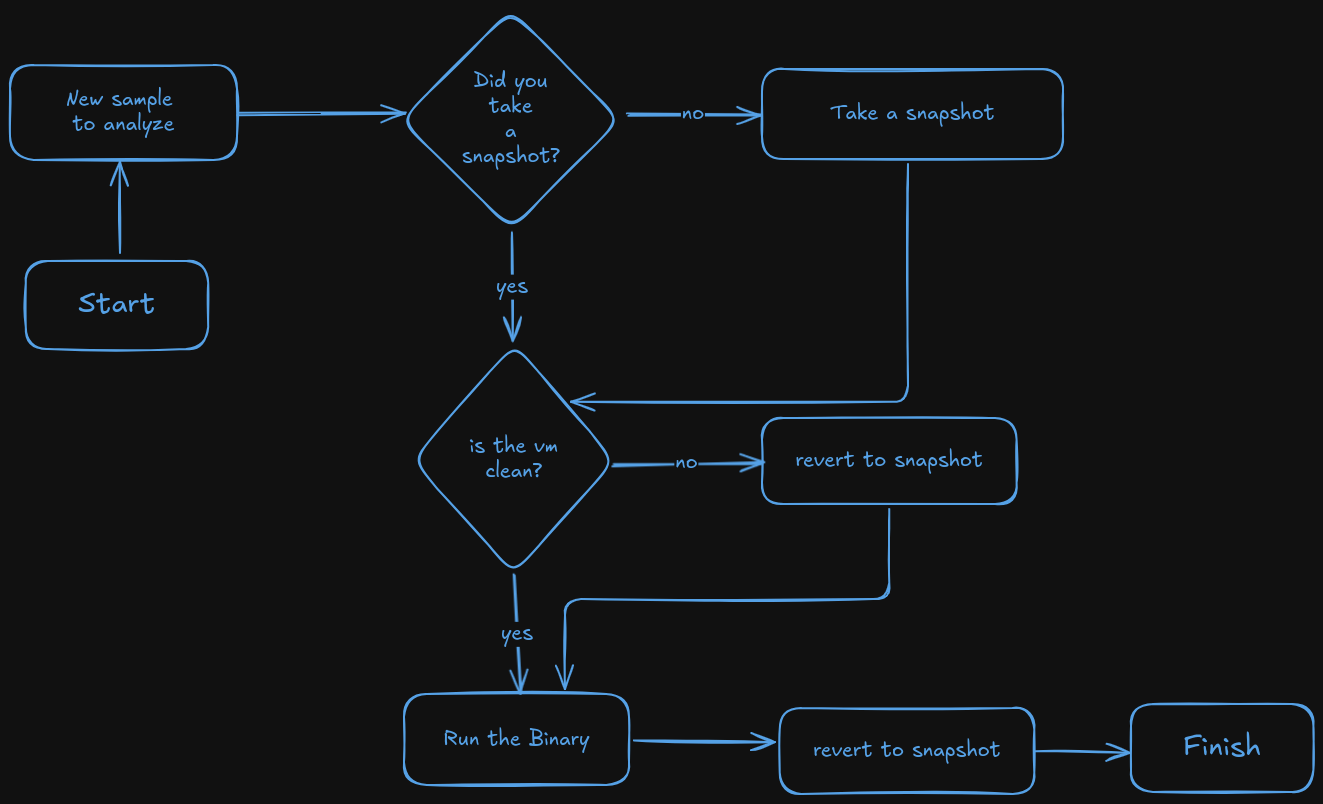 New sample
to analyze
Did you
take
a
snapshot?
no
Take a snapshot
Start
yes
is the vm
clean?
no
revert to snapshot
yes
Run the Binary
revert to snapshot
Finish